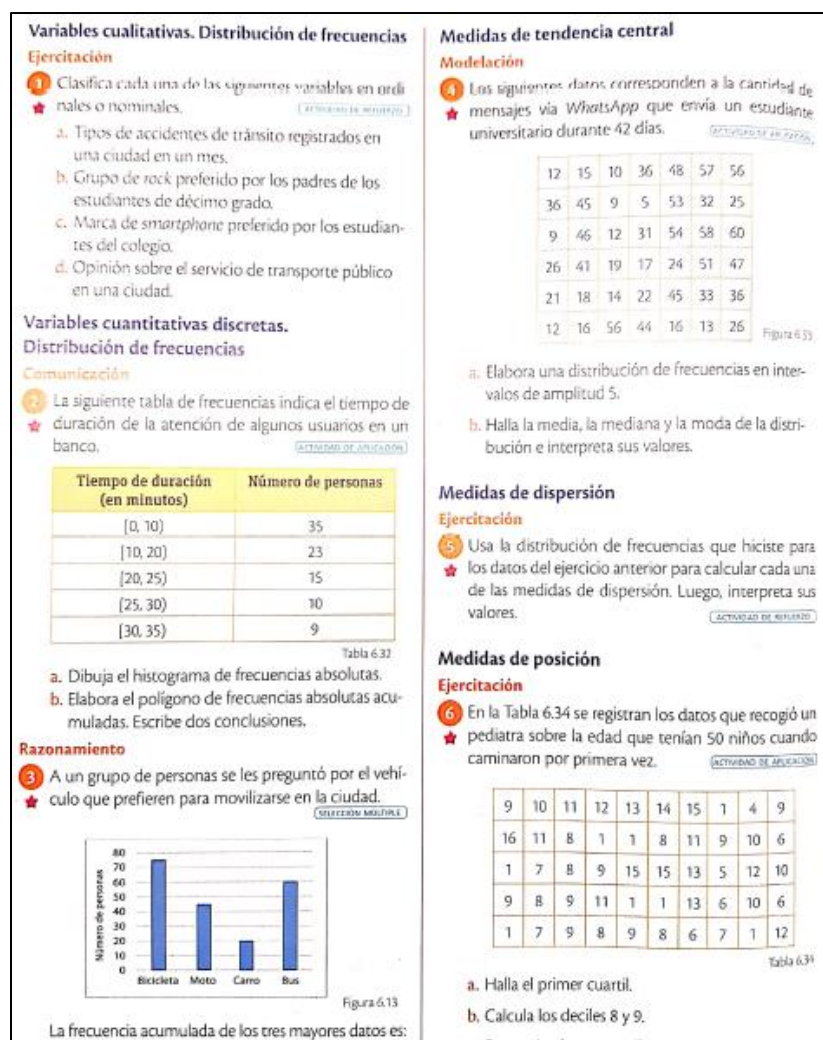 Variables cualitativas. Distribución de frecuencias
Ejercitación
1 Clasifica cada una de las siguientes variables en ordi
nales o nominales.
ACTIVIDAD DE REFUERZO
a. Tipos de accidentes de tránsito registrados en
una ciudad en un mes.
b. Grupo de rock preferido por los padres de los
estudiantes de décimo grado.
c. Marca de smartphone preferido por los estudian-
tes del colegio.
d. Opinión sobre el servicio de transporte público
en una ciudad.
Variables cuantitativas discretas.
Distribución de frecuencias
Comunicación
2 La siguiente tabla de frecuencias indica el tiempo de
duración de la atención de algunos usuarios en un
banco.
ACTIVIDAD DE APLICACIÓN
Tiempo de duración Número de personas
(en minutos)
[0, 10) 35
[10, 20) 23
[20, 25) 15
[25, 30) 10
[30, 35) 9
Tabla 6.32
a. Dibuja el histograma de frecuencias absolutas.
b. Elabora el polígono de frecuencias absolutas acu-
muladas. Escribe dos conclusiones.
Razonamiento
3 A un grupo de personas se les preguntó por el vehí-
culo que prefieren para movilizarse en la ciudad.
SELECCIÓN MÚLTIPLE
Número de personas
80
70
60
50
40
30
20
10
0
Bicicleta Moto Carro Bus
Figura 6.13
La frecuencia acumulada de los tres mayores datos es:
Medidas de tendencia central
Modelación
4 Los siguientes datos corresponden a la cantidad de
mensajes vía WhatsApp que envía un estudiante
universitario durante 42 días.
12 15 10 36 48 57 56
36 45 9 5 53 32 25
9 46 12 31 54 58 60
26 41 19 17 24 51 47
21 18 14 22 45 33 36
12 16 56 44 16 13 26
Figura 6.33
a. Elabora una distribución de frecuencias en inter-
valos de amplitud 5.
b. Halla la media, la mediana y la moda de la distri-
bución e interpreta sus valores.
Medidas de dispersión
Ejercitación
5 Usa la distribución de frecuencias que hiciste para
los datos del ejercicio anterior para calcular cada una
de las medidas de dispersión. Luego, interpreta sus
valores.
ACTIVIDAD DE REFUERZO
Medidas de posición
Ejercitación
6 En la Tabla 6.34 se registran los datos que recogió un
pediatra sobre la edad que tenían 50 niños cuando
caminaron por primera vez.
ACTIVIDAD DE APLICACIÓN
9 10 11 12 13 14 15 1 4 9
16 11 8 1 1 8 11 9 10 6
1 7 8 9 15 15 13 5 12 10
9 8 9 11 1 1 13 6 10 6
1 7 9 8 9 8 6 7 1 12
Tabla 6.34
a. Halla el primer cuartil.
b. Calcula los deciles 8 y 9.